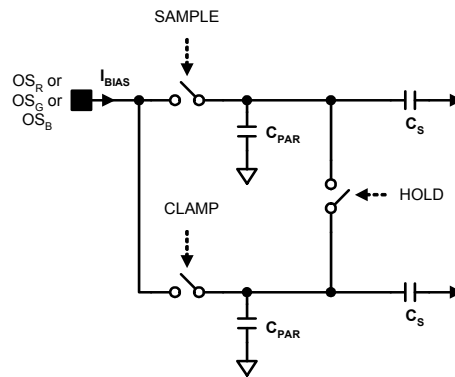 SAMPLE
OSR or
OSG or
OSB
IBIAS
CPAR
CS
HOLD
CLAMP
CPAR
CS